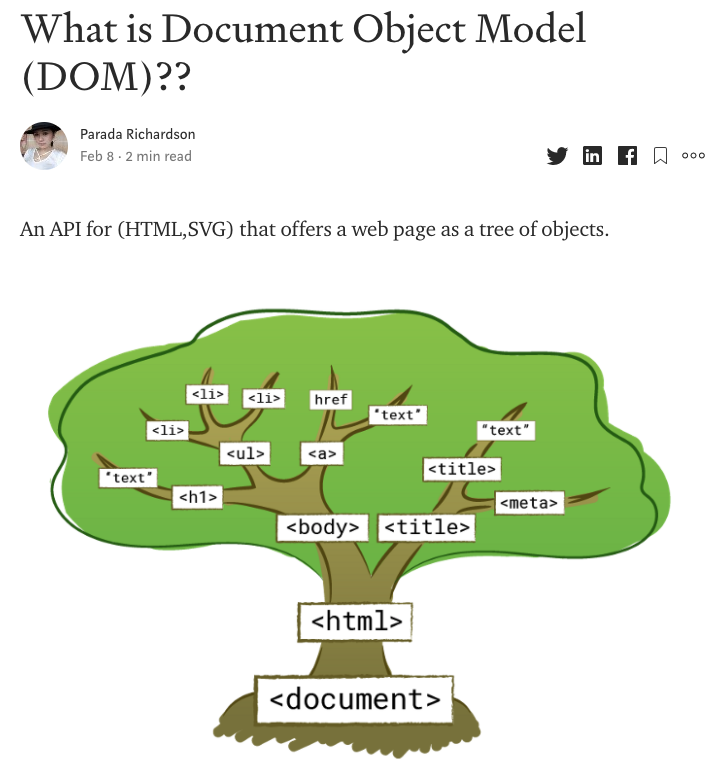 What is Document Object Model
(DOM)??
Parada Richardson
Feb 8 · 2 min read
An API for (HTML,SVG) that offers a web page as a tree of objects.
<li>
<li>
href
"text"
<li>
"text"
<ul>
<a>
<title>
"text"
<h1>
<meta>
<body>
<title>
<html>
<document>